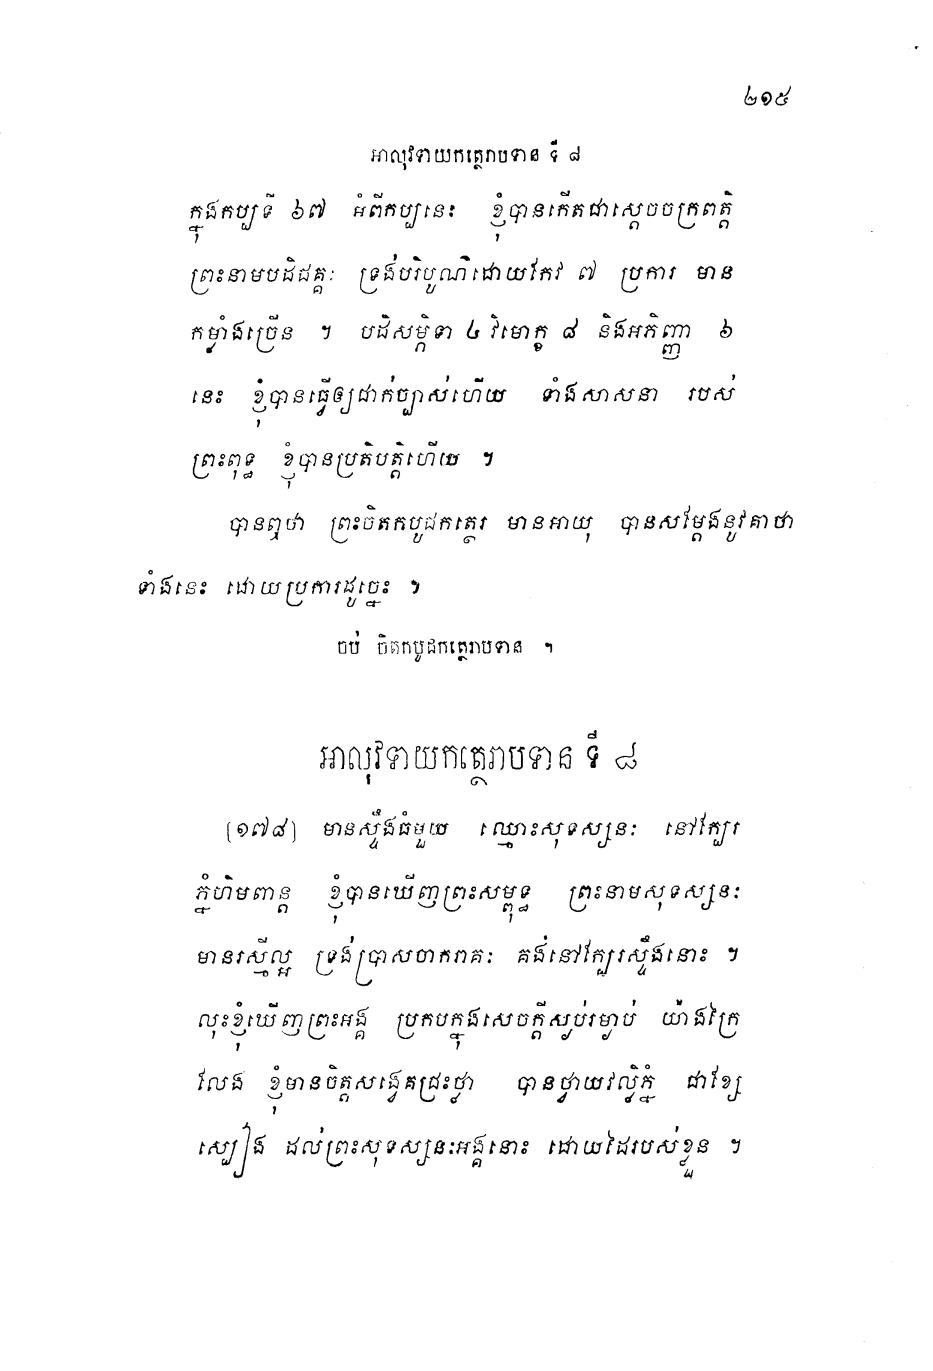 ២១៥
អាលុវទាយកត្ថេរាបទាន ទី ៨
ក្នុងកប្បទី ៦៧ អំពីកប្បនេះ ខ្ញុំបានកើតជាស្តេចចក្រពត្តិ
ព្រះនាមបដិជគ្គៈ ទ្រង់បរិបូណ៌ដោយកែវ ៧ ប្រការ មាន
កម្លាំងច្រើន ។ បដិសម្ភិទា ៤ វិមោក្ខ ៨ និងអភិញ្ញា ៦
នេះ ខ្ញុំបានធ្វើឲ្យជាក់ច្បាស់ហើយ ទាំងសាសនា របស់
ព្រះពុទ្ធ ខ្ញុំបានប្រតិបត្តិហើយ ។
បានឮថា ព្រះចិតកបូជកត្ថេរ មានអាយុ បានសម្តែងនូវគាថា
ទាំងនេះ ដោយប្រការដូច្នេះ ។
ចប់ ចិតកបូជកត្ថេរាបទាន ។
អាលុវទាយកត្ថេរាបទាន ទី ៨
[១៧៨] មានស្ទឹងធំមួយ ឈ្មោះសុទស្សនៈ នៅក្បែរ
ភ្នំហិមពាន្ត ខ្ញុំបានឃើញព្រះសម្ពុទ្ធ ព្រះនាមសុទស្សនៈ
មានរស្មីល្អ ទ្រង់ប្រាសចាករាគៈ គង់នៅក្បែរស្ទឹងនោះ ។
លុះខ្ញុំឃើញព្រះអង្គ ប្រកបក្នុងសេចក្តីស្ងប់រម្ងាប់ យ៉ាងក្រៃ
លែង ខ្ញុំមានចិត្តសង្វេគជ្រះថ្លា បានថ្វាយវល្លិ៍ភ្នំ ជាខ្សែ
ស្បៀង ដល់ព្រះសុទស្សនៈអង្គនោះ ដោយដៃរបស់ខ្លួន ។